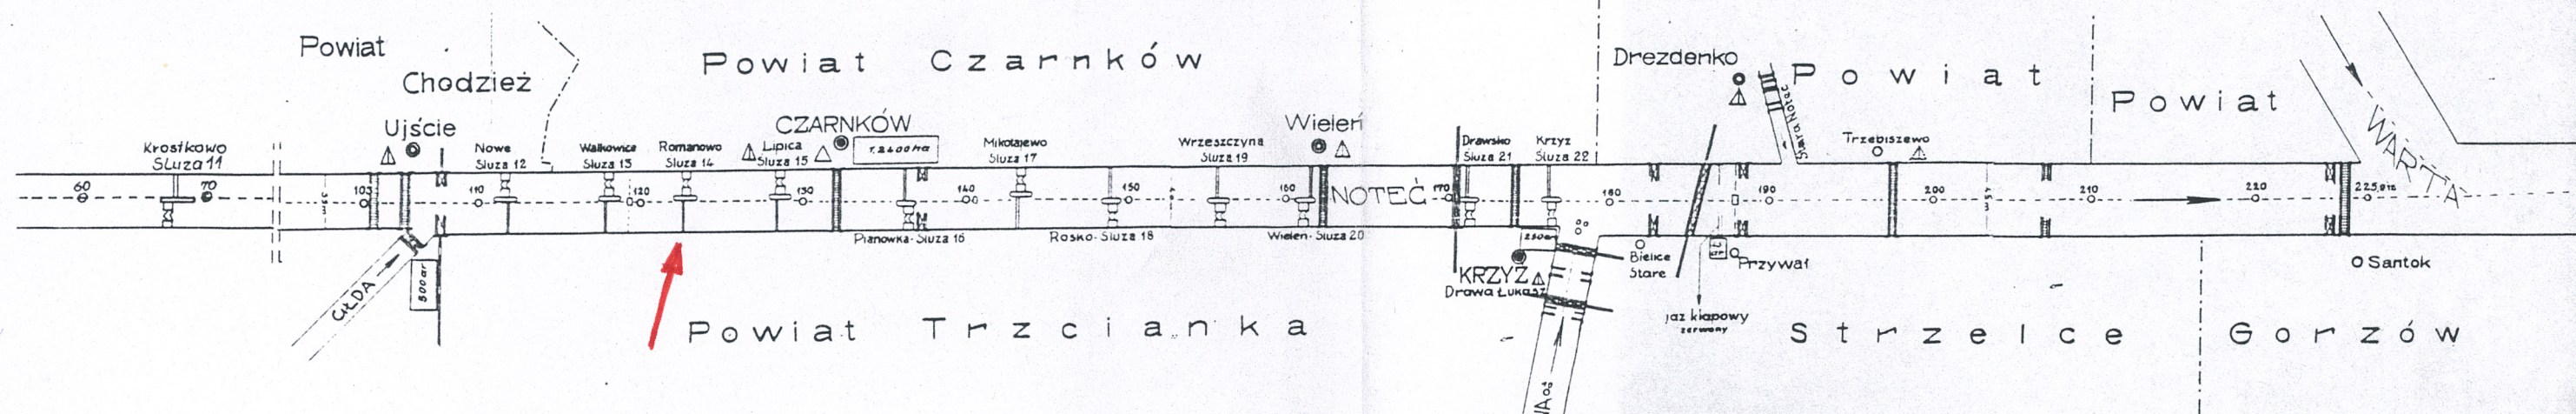 Powiat
Chodzież
Powiat Czarnków
Drezdenko
Powiat
Powiat
Ujście
CZARNKÓW
Wieleń
Krostkowo
Śluza 11
Nowe
Śluza 12
Walkowice
Śluza 13
Romanowo
Śluza 14
Lipica
Śluza 15
Mikołajewo
Śluza 17
Wrzeszczyna
Śluza 19
Drawsko
Śluza 21
Krzyż
Śluza 22
Stara Noteć
Trzebiszewo
WARTA
60
70
103
110
120
130
140
150
160
NOTEĆ
170
180
190
200
210
220
Pianowka-Śluza 16
Rosko-Śluza 18
Wieleń-Śluza 20
Bielice
Stare
Przywał
Santok
GŁDA
500 ar
KRZYŻ
Drawa Łukasz
jaz klapowy
zerwany
Powiat Trzcianka
Strzelce
Gorzów